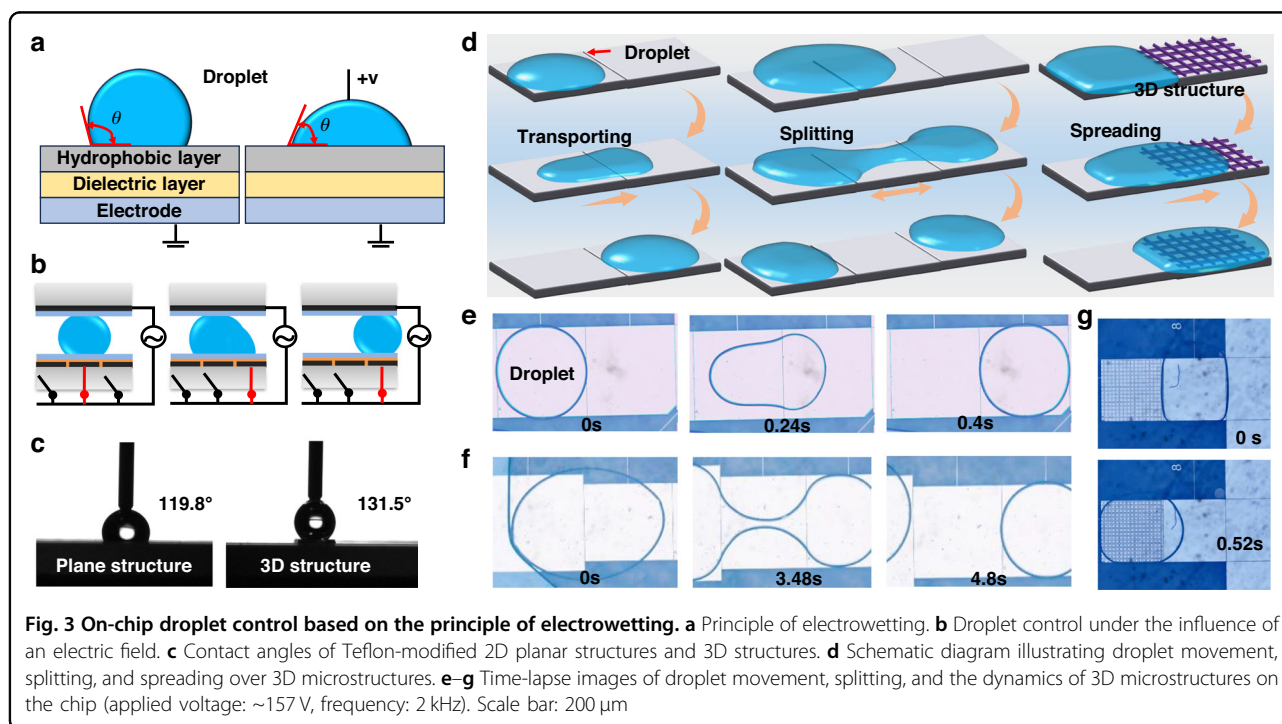 a
Droplet
+v
θ
θ
Hydrophobic layer
Dielectric layer
Electrode
b
c
119.8°
131.5°
Plane structure
3D structure
d
Droplet
3D structure
Transporting
Splitting
Spreading
e
Droplet
0s
0.24s
0.4s
f
0s
3.48s
4.8s
g
8
0 s
8
0.52s
Fig. 3 On-chip droplet control based on the principle of electrowetting. a Principle of electrowetting. b Droplet control under the influence of
an electric field. c Contact angles of Teflon-modified 2D planar structures and 3D structures. d Schematic diagram illustrating droplet movement,
splitting, and spreading over 3D microstructures. e–g Time-lapse images of droplet movement, splitting, and the dynamics of 3D microstructures on
the chip (applied voltage: ~157 V, frequency: 2 kHz). Scale bar: 200 μm